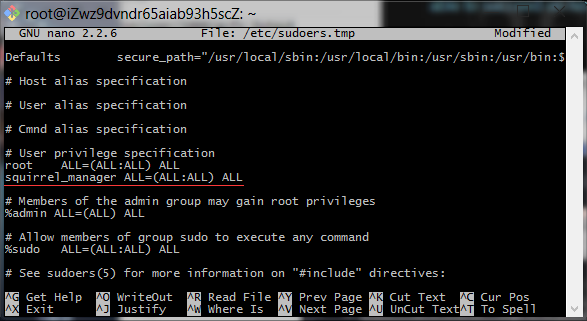 root@iZwz9dvndr65aiab93h5scZ: ~
GNU nano 2.2.6 File: /etc/sudoers.tmp Modified
Defaults secure_path="/usr/local/sbin:/usr/local/bin:/usr/sbin:/usr/bin:$
# Host alias specification
# User alias specification
# Cmnd alias specification
# User privilege specification
root ALL=(ALL:ALL) ALL
squirrel_manager ALL=(ALL:ALL) ALL
# Members of the admin group may gain root privileges
%admin ALL=(ALL) ALL
# Allow members of group sudo to execute any command
%sudo ALL=(ALL:ALL) ALL
# See sudoers(5) for more information on "#include" directives:
^G Get Help ^O WriteOut ^R Read File ^Y Prev Page ^K Cut Text ^C Cur Pos
^X Exit ^J Justify ^W Where Is ^V Next Page ^U UnCut Text ^T To Spell